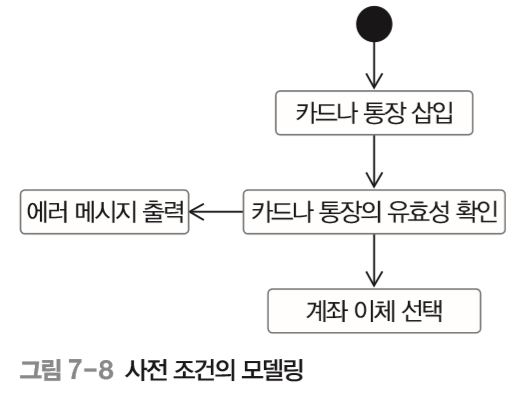 카드나 통장 삽입
에러 메시지 출력
카드나 통장의 유효성 확인
계좌 이체 선택
그림 7-8 사전 조건의 모델링